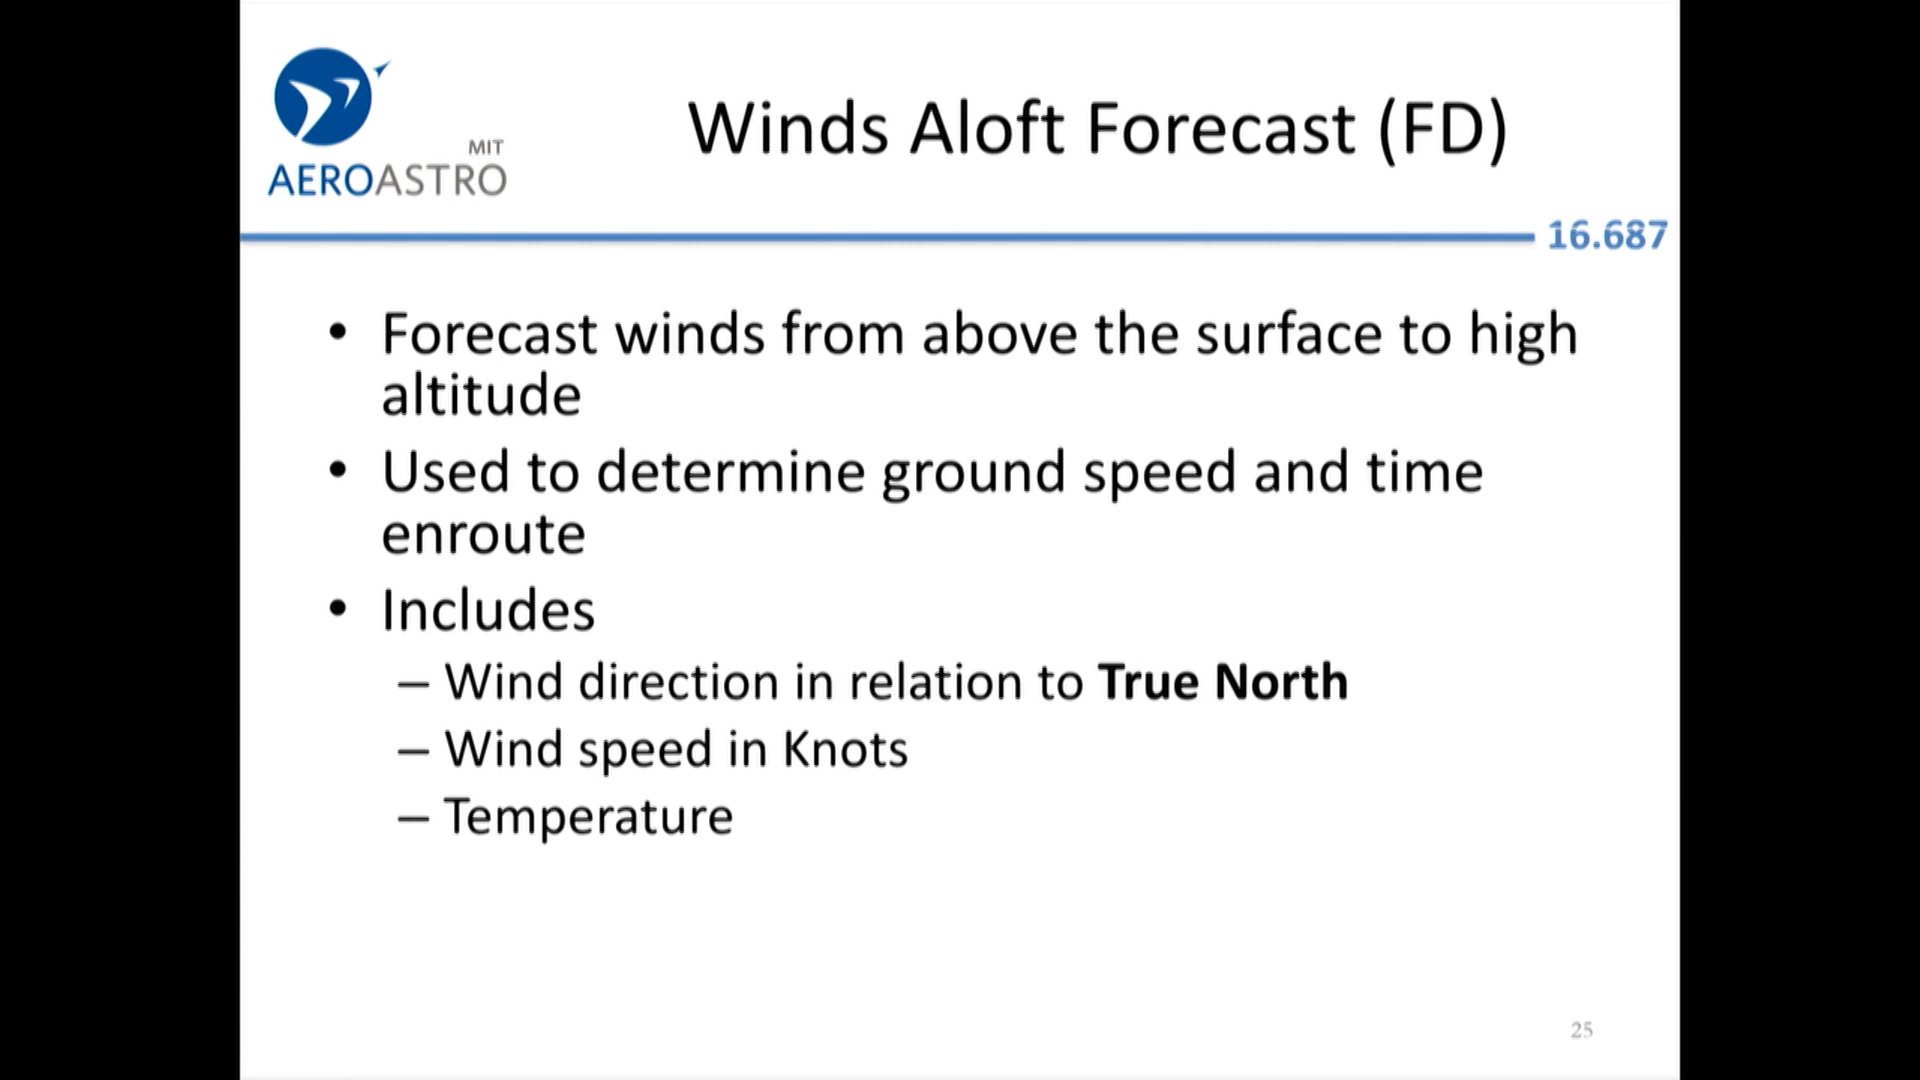 MIT
AEROASTRO
Winds Aloft Forecast (FD)
16.687
• Forecast winds from above the surface to high
altitude
• Used to determine ground speed and time
enroute
• Includes
– Wind direction in relation to True North
– Wind speed in Knots
– Temperature
25